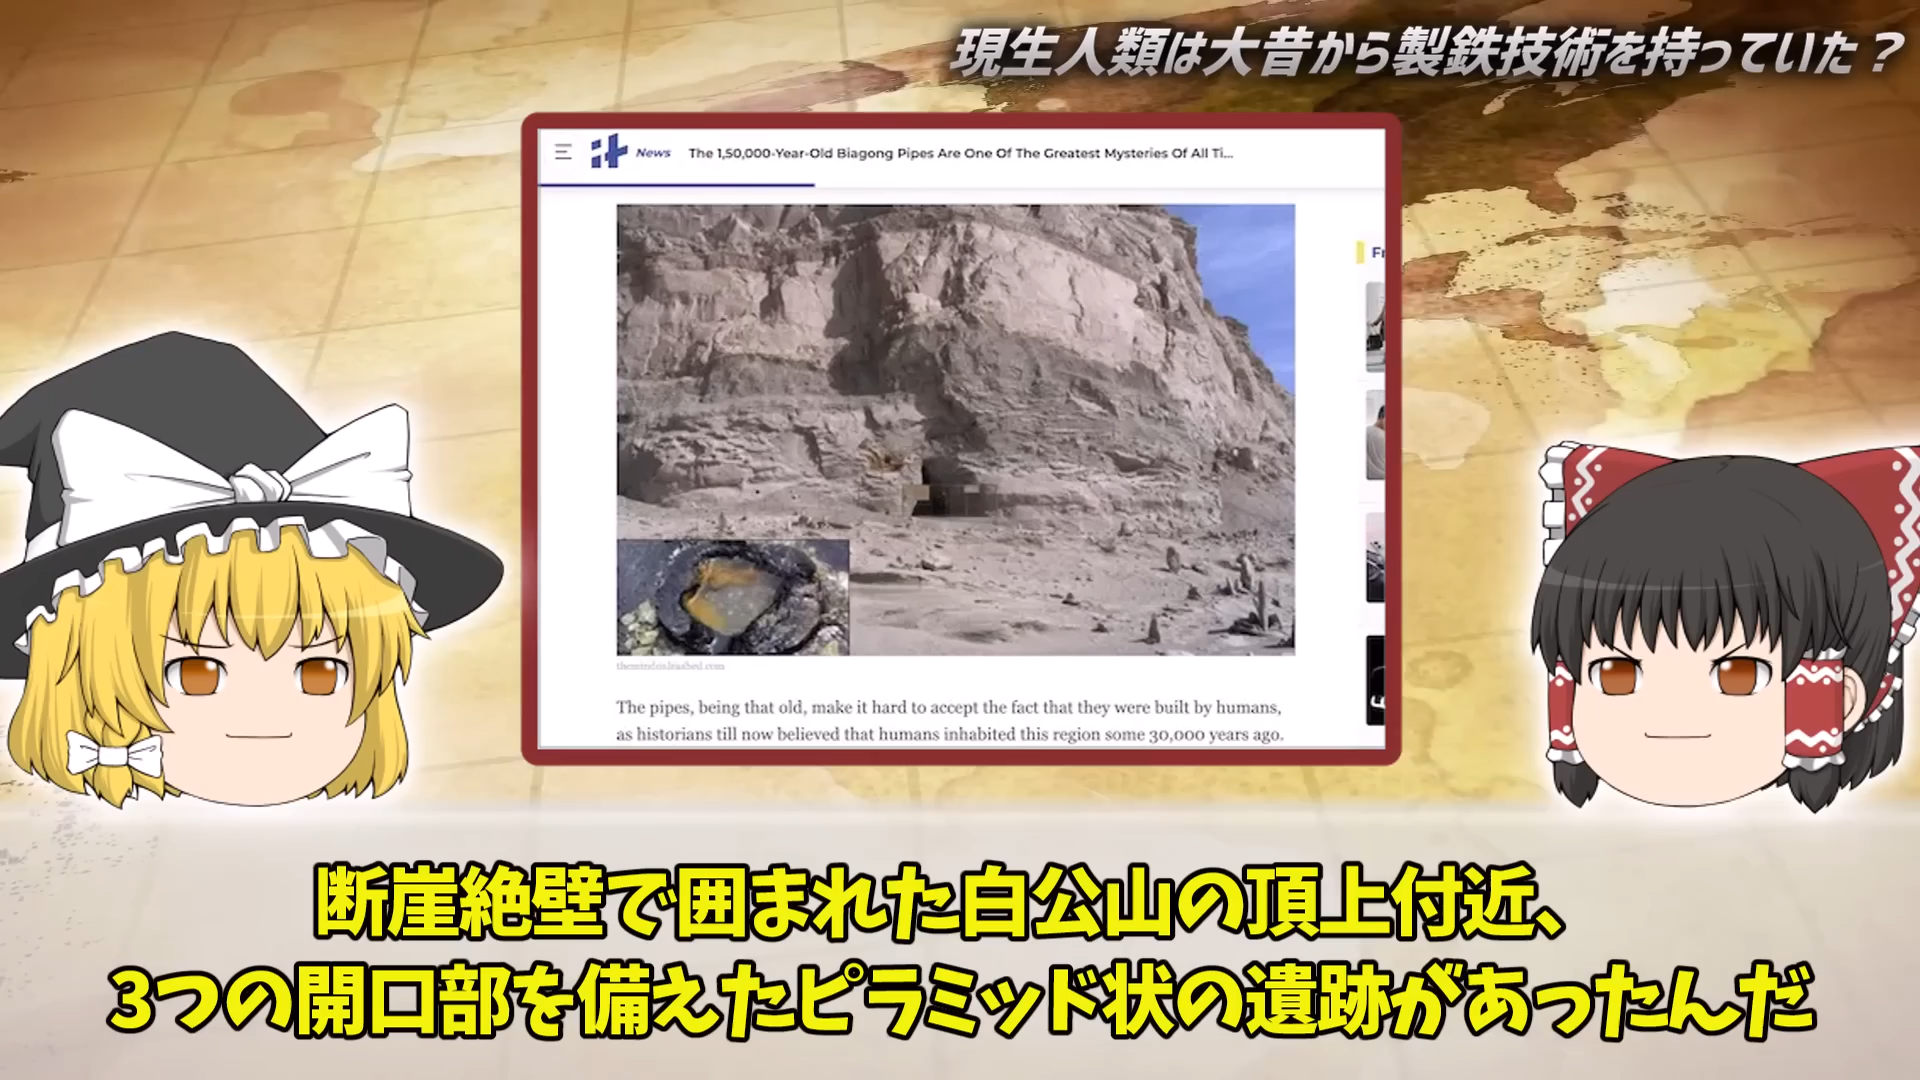 現生人類は大昔から製鉄技術を持っていた？
News The 1,50,000-Year-Old Biagong Pipes Are One Of The Greatest Mysteries Of All Ti...
Fr
themindunleashed.com
The pipes, being that old, make it hard to accept the fact that they were built by humans,
as historians till now believed that humans inhabited this region some 30,000 years ago.
断崖絶壁で囲まれた白公山の頂上付近、
3つの開口部を備えたピラミッド状の遺跡があったんだ